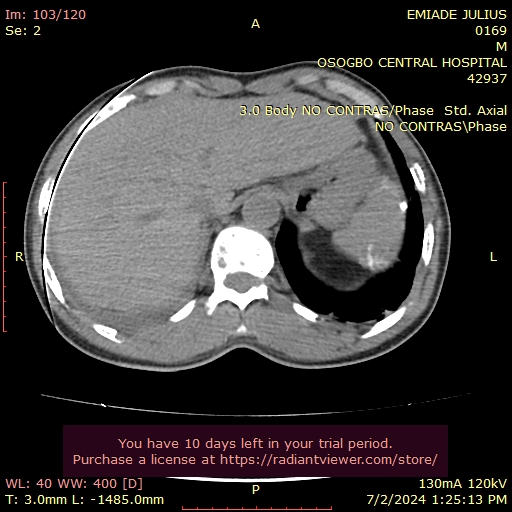 Im: 103/120
Se: 2
A
EMIADE JULIUS
0169
M
OSOGBO CENTRAL HOSPITAL
42937
3.0 Body NO CONTRAS/Phase Std. Axial
NO CONTRAS\Phase
R
L
You have 10 days left in your trial period.
Purchase a license at https://radiantviewer.com/store/
WL: 40 WW: 400 [D]
T: 3.0mm L: -1485.0mm
P
130mA 120kV
7/2/2024 1:25:13 PM